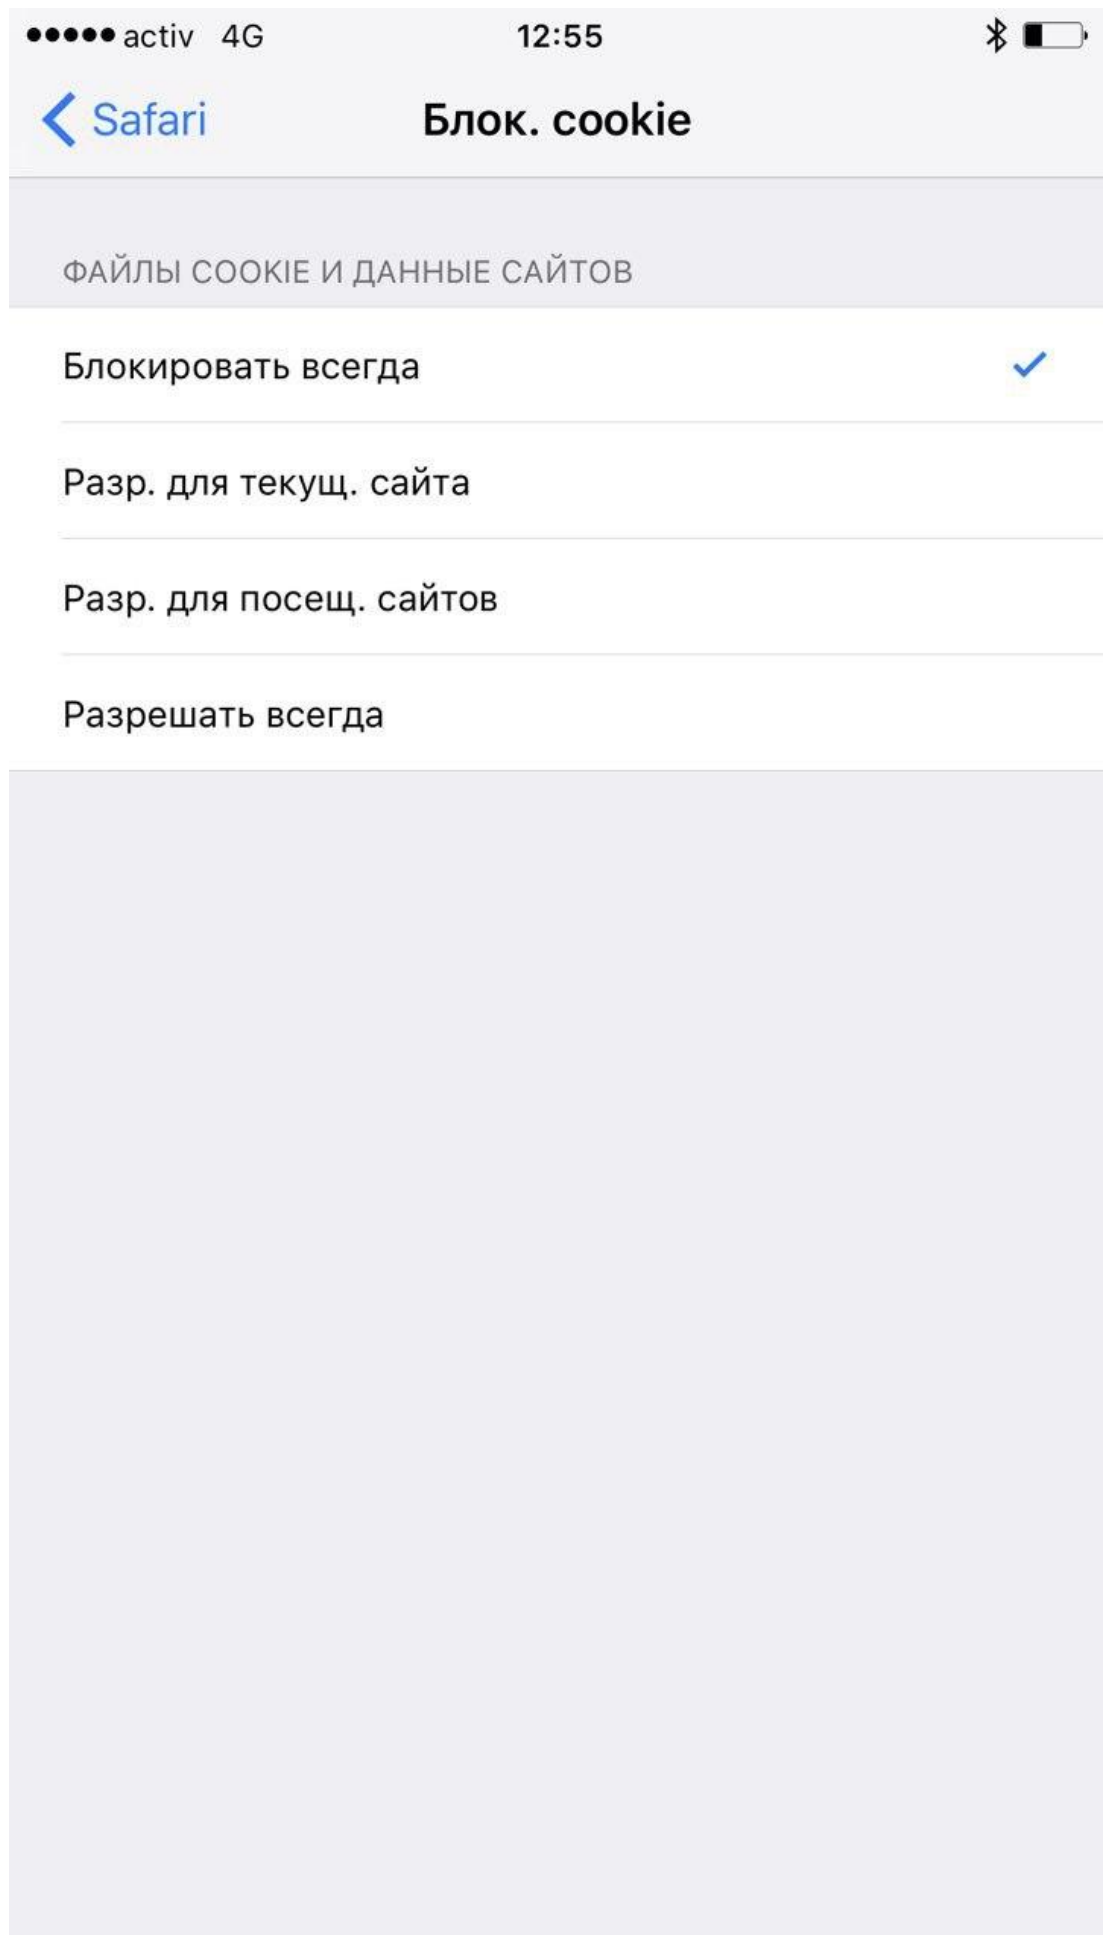 activ 4G 12:55
Safari Блок. cookie
ФАЙЛЫ COOKIE И ДАННЫЕ САЙТОВ
Блокировать всегда
Разр. для текущ. сайта
Разр. для посещ. сайтов
Разрешать всегда